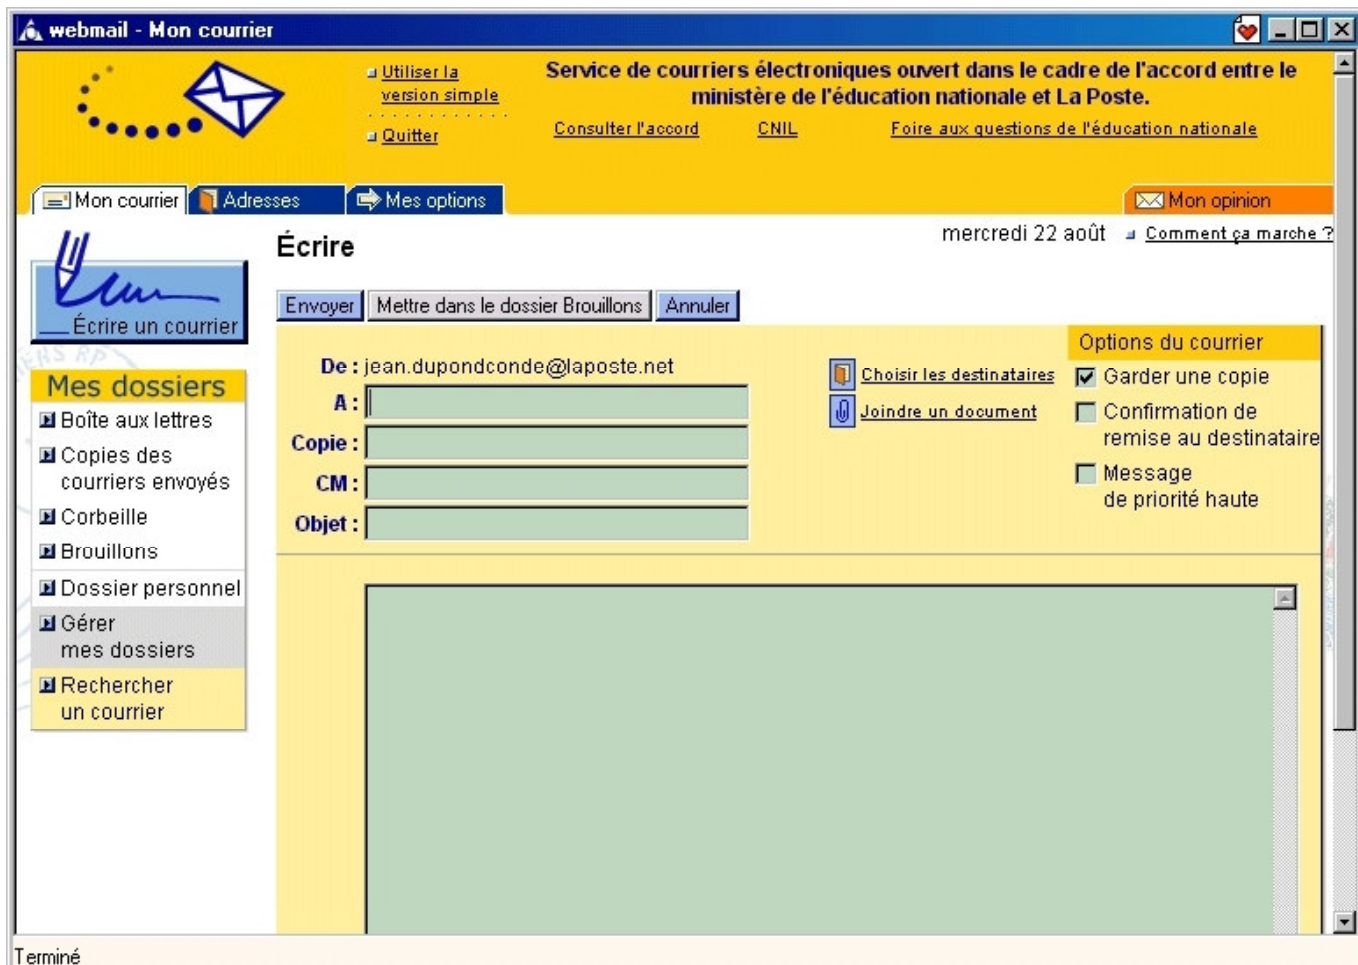 webmail - Mon courrier
Utiliser la
version simple
Quitter
Service de courriers électroniques ouvert dans le cadre de l'accord entre le
ministère de l'éducation nationale et La Poste.
Consulter l'accord CNIL Foire aux questions de l'éducation nationale
Mon courrier Adresses Mes options Mon opinion
mercredi 22 août Comment ça marche ?
Écrire un courrier
Écrire
Envoyer Mettre dans le dossier Brouillons Annuler
Mes dossiers
Boîte aux lettres
Copies des
courriers envoyés
Corbeille
Brouillons
Dossier personnel
Gérer
mes dossiers
Rechercher
un courrier
De : jean.dupondconde@laposte.net
A :
Copie :
CM :
Objet :
Choisir les destinataires
Joindre un document
Options du courrier
Garder une copie
Confirmation de
remise au destinataire
Message
de priorité haute
Terminé